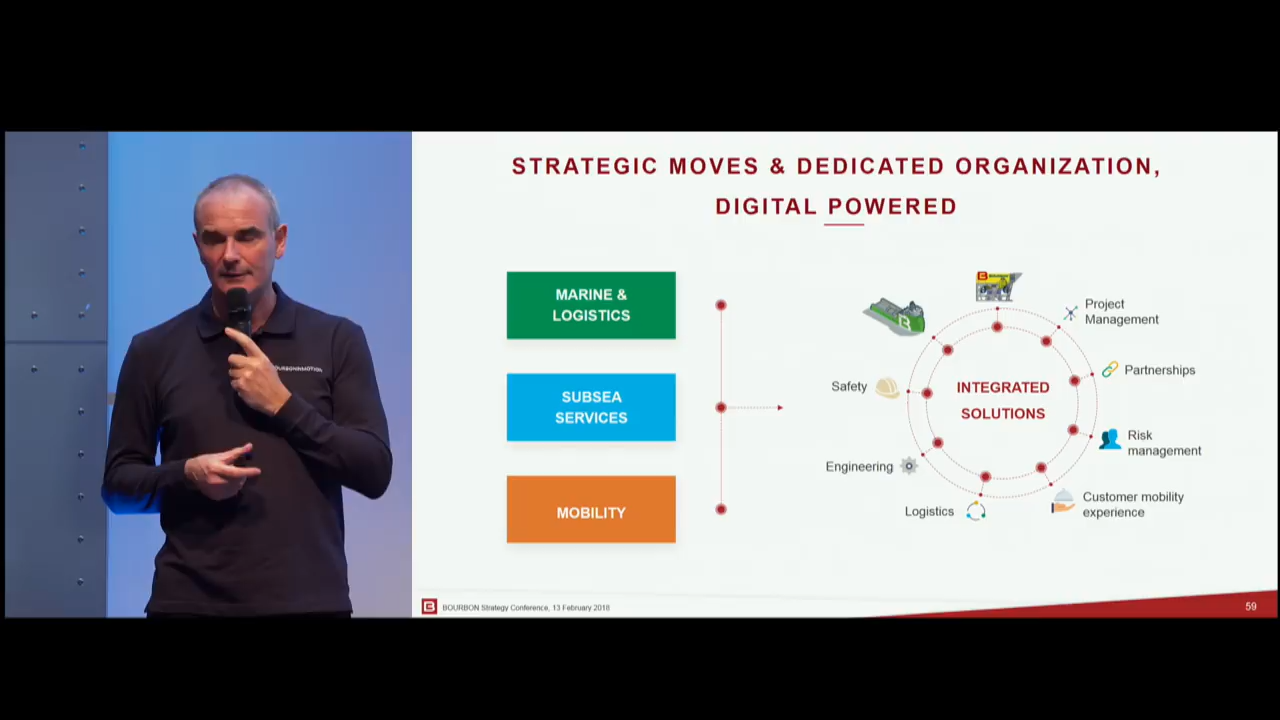 STRATEGIC MOVES & DEDICATED ORGANIZATION,
DIGITAL POWERED
MARINE &
LOGISTICS
SUBSEA
SERVICES
MOBILITY
INTEGRATED
SOLUTIONS
Project
Management
Partnerships
Risk
management
Customer mobility
experience
Logistics
Engineering
Safety
BOURBONINMOTION
B
BOURBON Strategy Conference, 13 February 2018
59